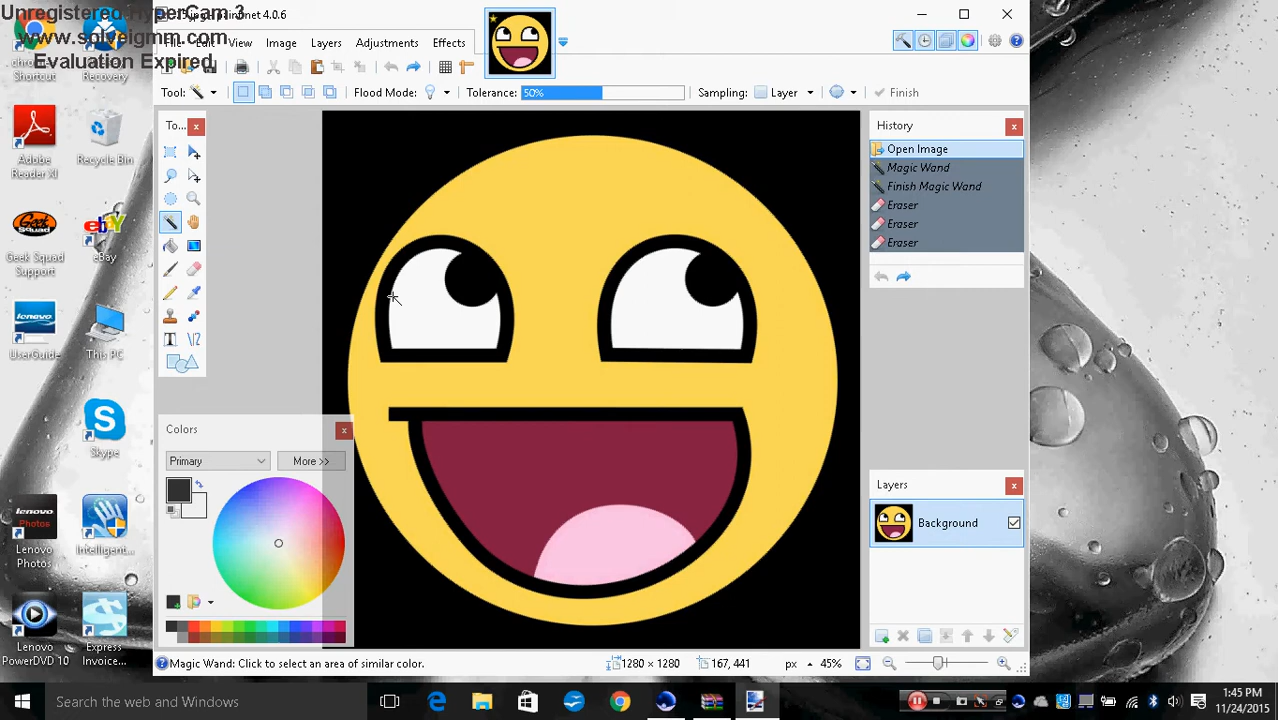 Unregistered HyperCam 3
www.solveigmm.com
Evaluation Expired
paint.net 4.0.6
Edit View Image Layers Adjustments Effects
Tool: Flood Mode: Tolerance: 50% Sampling: Layer Finish
To...
History
Open Image
Magic Wand
Finish Magic Wand
Eraser
Eraser
Eraser
Layers
Background
Colors
Primary
More >>
Magic Wand: Click to select an area of similar color.
1280 × 1280
167, 441
px
45%
Shortcut
Recovery
Adobe
Reader XI
Recycle Bin
Geek Squad
Support
eBay
UserGuide
This PC
Skype
Lenovo
Photos
Intelligent...
Lenovo
PowerDVD 10
Express
Invoice...
Search the web and Windows
1:45 PM
11/24/2015